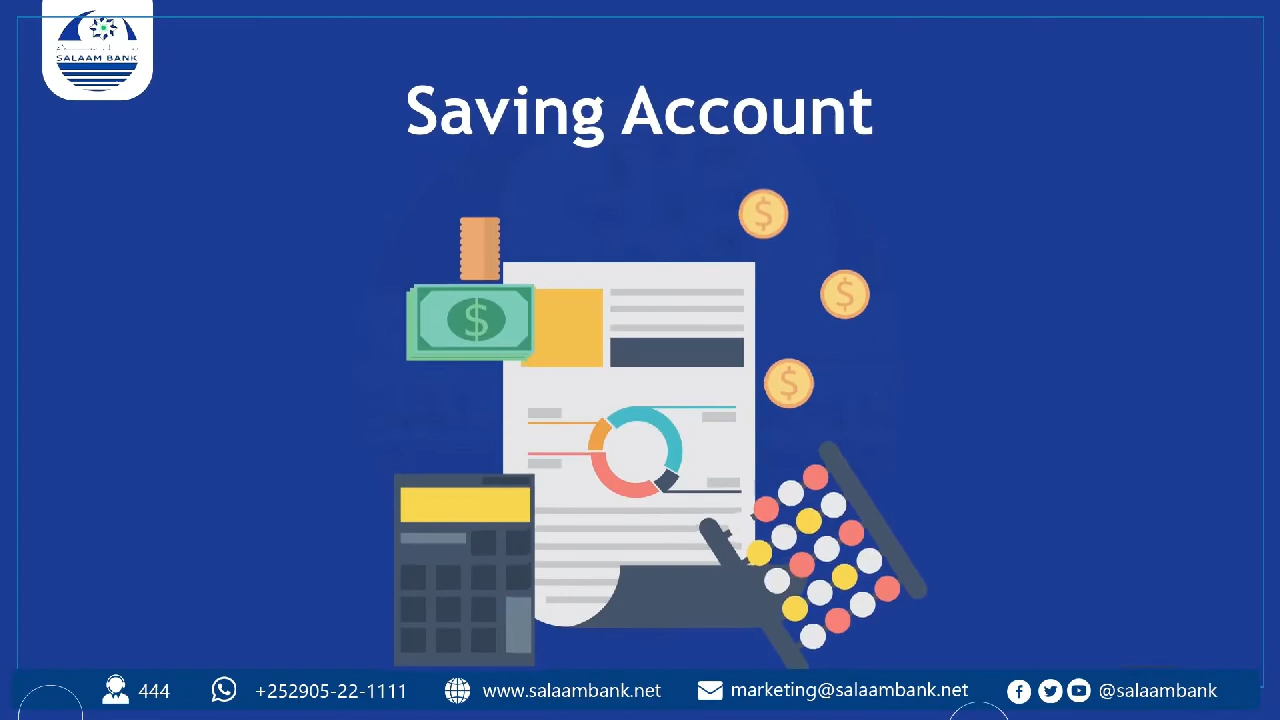 SALAAM BANK
Saving Account
$
$
$
$
444
+252905-22-1111
www.salaambank.net
marketing@salaambank.net
@salaambank